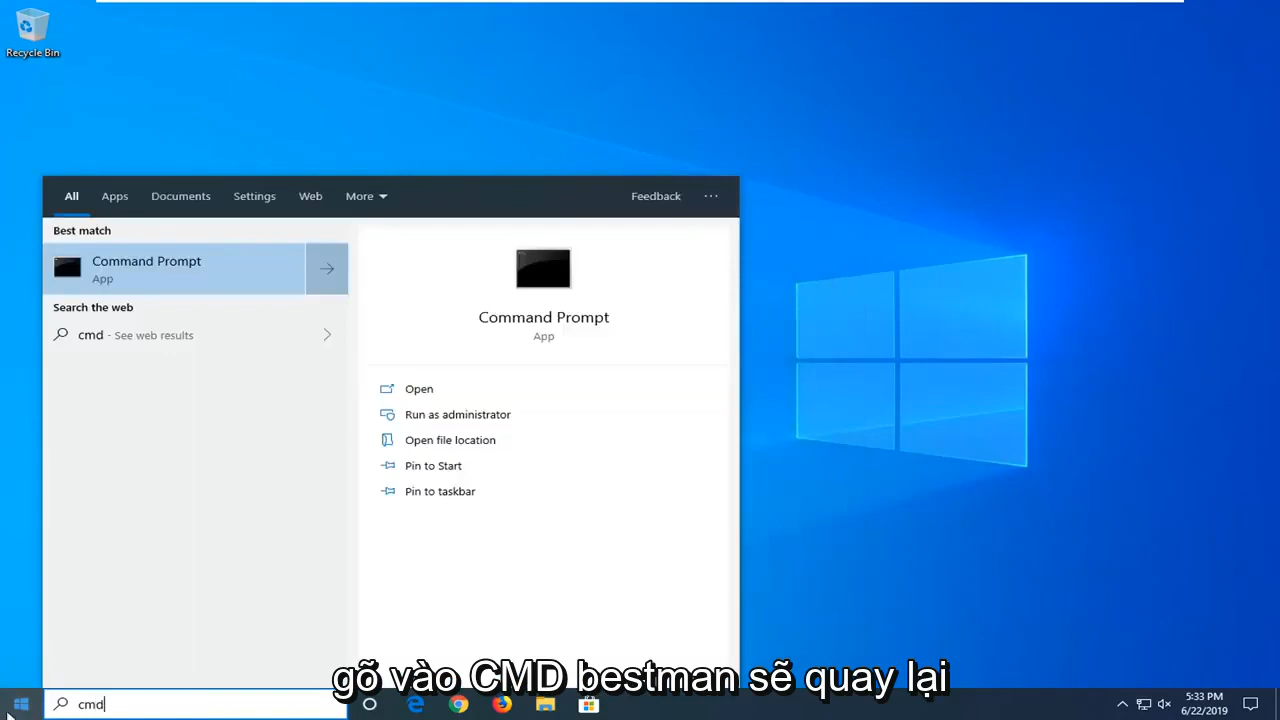 Recycle Bin
All Apps Documents Settings Web More Feedback ...
Best match
Command Prompt
App
Search the web
cmd - See web results
Command Prompt
App
Open
Run as administrator
Open file location
Pin to Start
Pin to taskbar
gõ vào CMD bestman sẽ quay lại
cmd
5:33 PM
6/22/2019